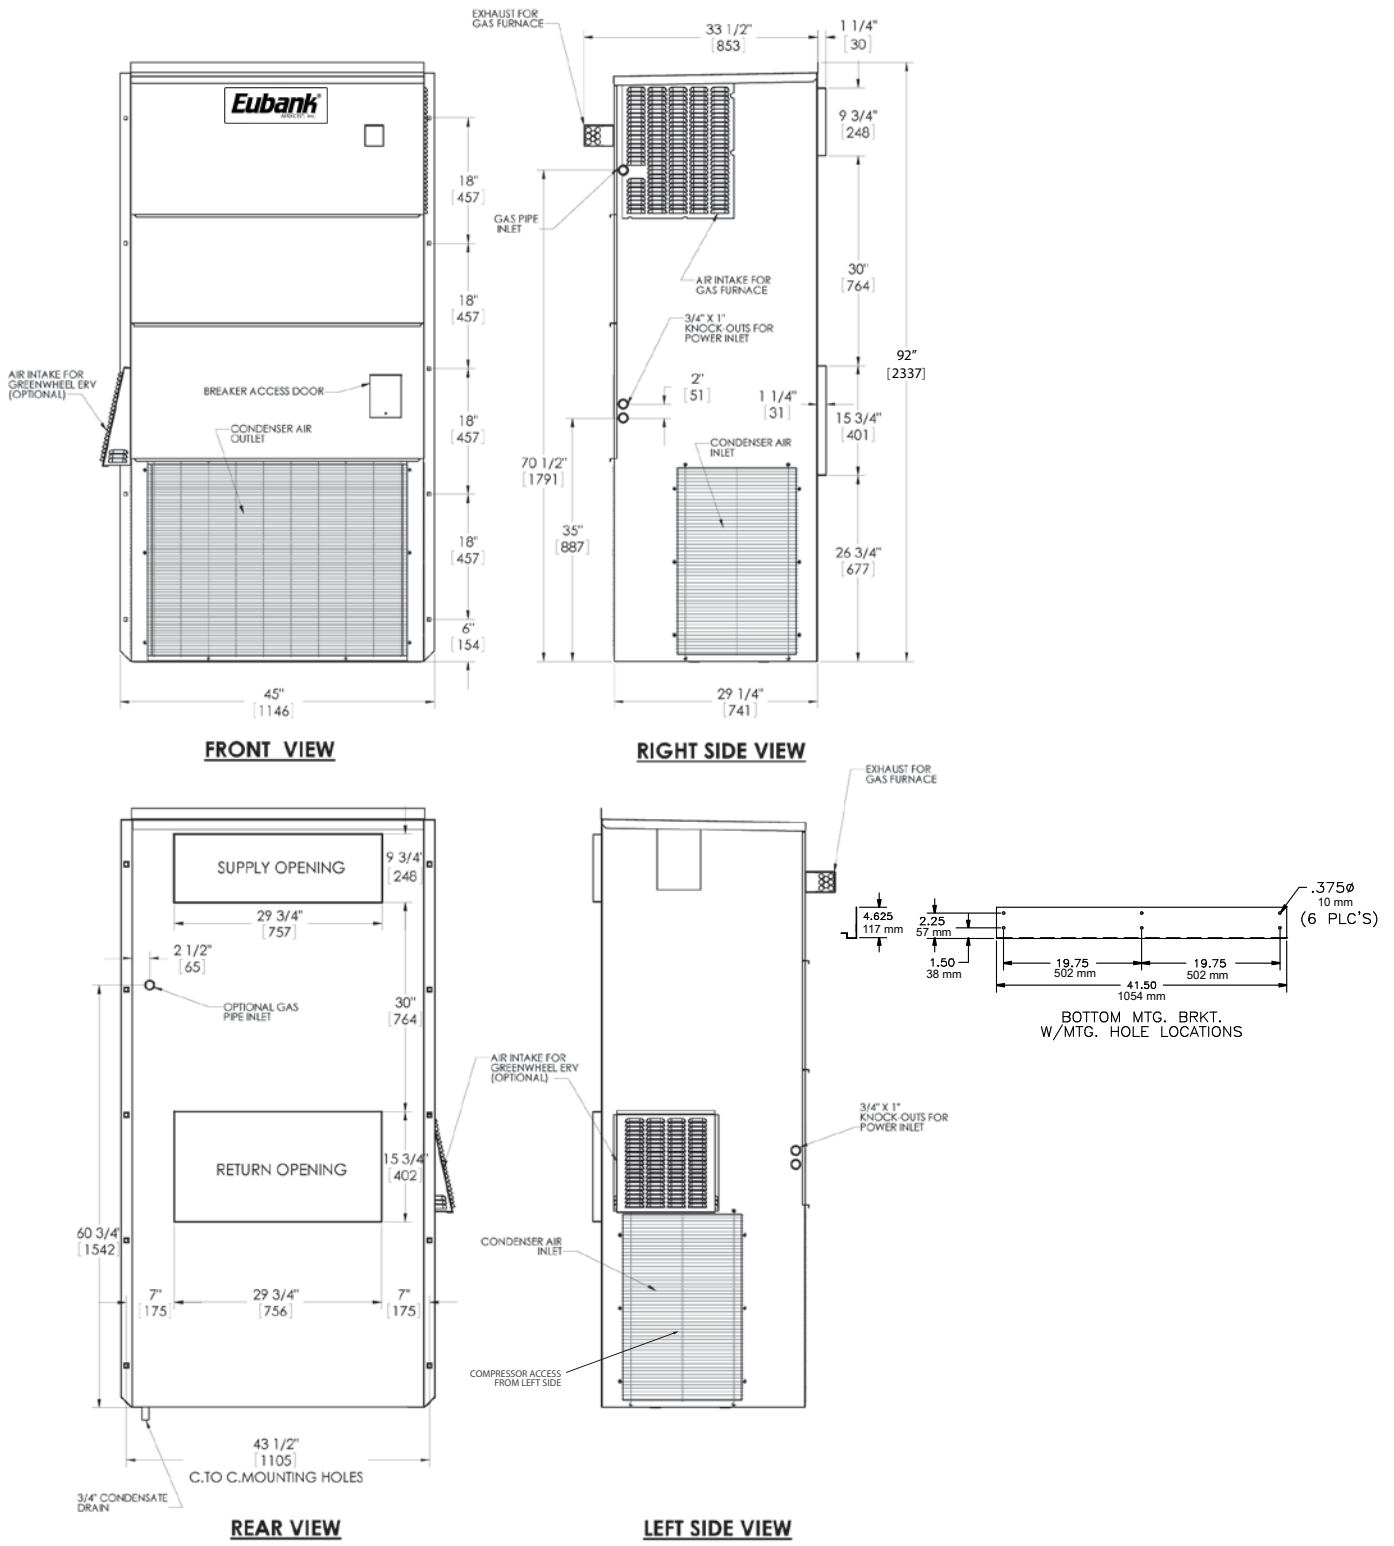 EXHAUST FOR
GAS FURNACE
33 1/2"
[853]
1 1/4"
[30]
Eubank®
9 3/4"
[248]
18"
[457]
GAS PIPE
INLET
AIR INTAKE FOR
GAS FURNACE
30"
[764]
18"
[457]
3/4" X 1"
KNOCK-OUTS FOR
POWER INLET
92"
[2337]
AIR INTAKE FOR
GREENWHEEL ERV
(OPTIONAL)
BREAKER ACCESS DOOR
2"
[51]
1 1/4"
[31]
15 3/4"
[401]
CONDENSER AIR
OUTLET
18"
[457]
CONDENSER AIR
INLET
70 1/2"
[1791]
18"
[457]
35"
[887]
26 3/4"
[677]
6"
[154]
45"
[1146]
29 1/4"
[741]
FRONT VIEW
RIGHT SIDE VIEW
EXHAUST FOR
GAS FURNACE
SUPPLY OPENING
9 3/4'
[248]
29 3/4"
[757]
2 1/2"
[65]
OPTIONAL GAS
PIPE INLET
30"
[764]
4.625
117 mm
2.25
57 mm
1.50
38 mm
.375ø
10 mm
(6 PLC'S)
19.75
502 mm
19.75
502 mm
41.50
1054 mm
BOTTOM MTG. BRKT.
W/MTG. HOLE LOCATIONS
AIR INTAKE FOR
GREENWHEEL ERV
(OPTIONAL)
3/4" X 1"
KNOCK-OUTS FOR
POWER INLET
RETURN OPENING
15 3/4"
[402]
60 3/4'
[1542]
CONDENSER AIR
INLET
7"
[175]
29 3/4"
[756]
7"
[175]
COMPRESSOR ACCESS
FROM LEFT SIDE
43 1/2"
[1105]
C.TO C.MOUNTING HOLES
3/4" CONDENSATE
DRAIN
REAR VIEW
LEFT SIDE VIEW